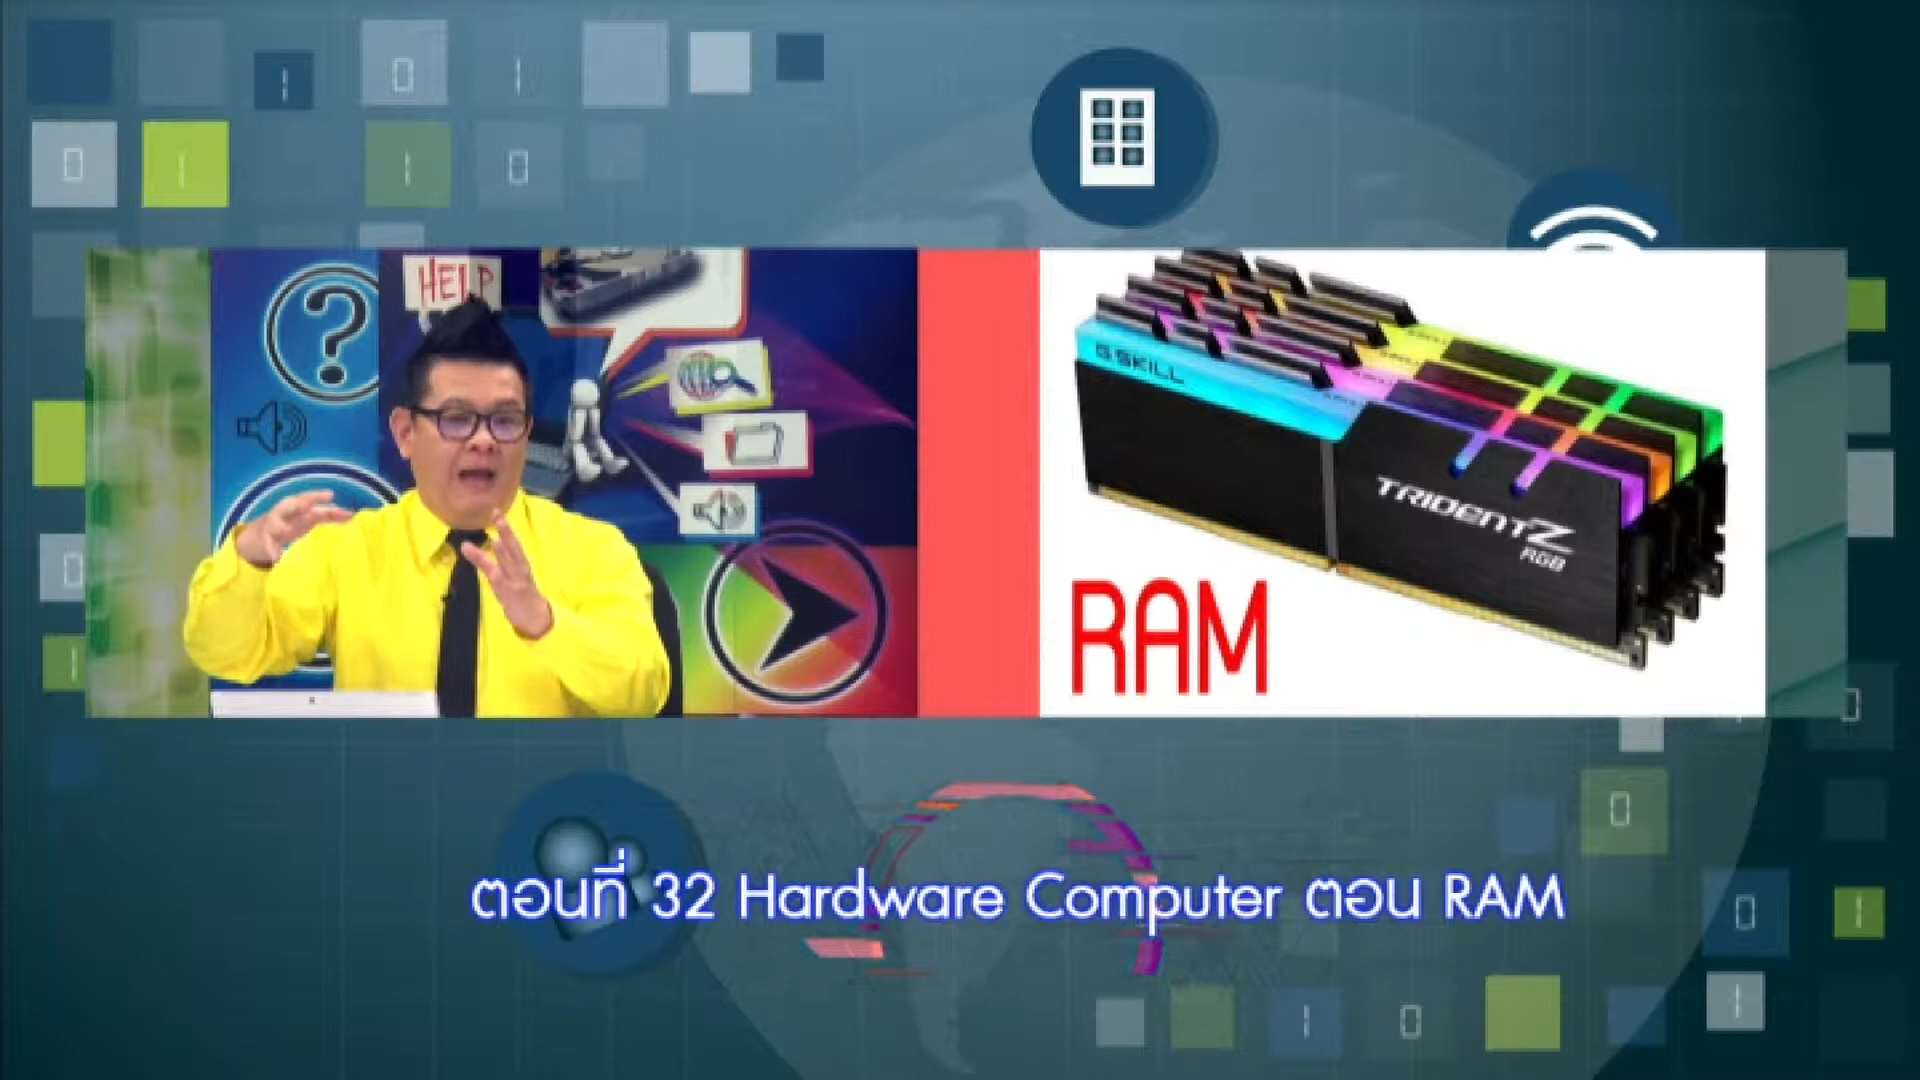 HELP
G.SKILL
TRIDENT Z
RGB
RAM
ตอนที่ 32 Hardware Computer ตอน RAM